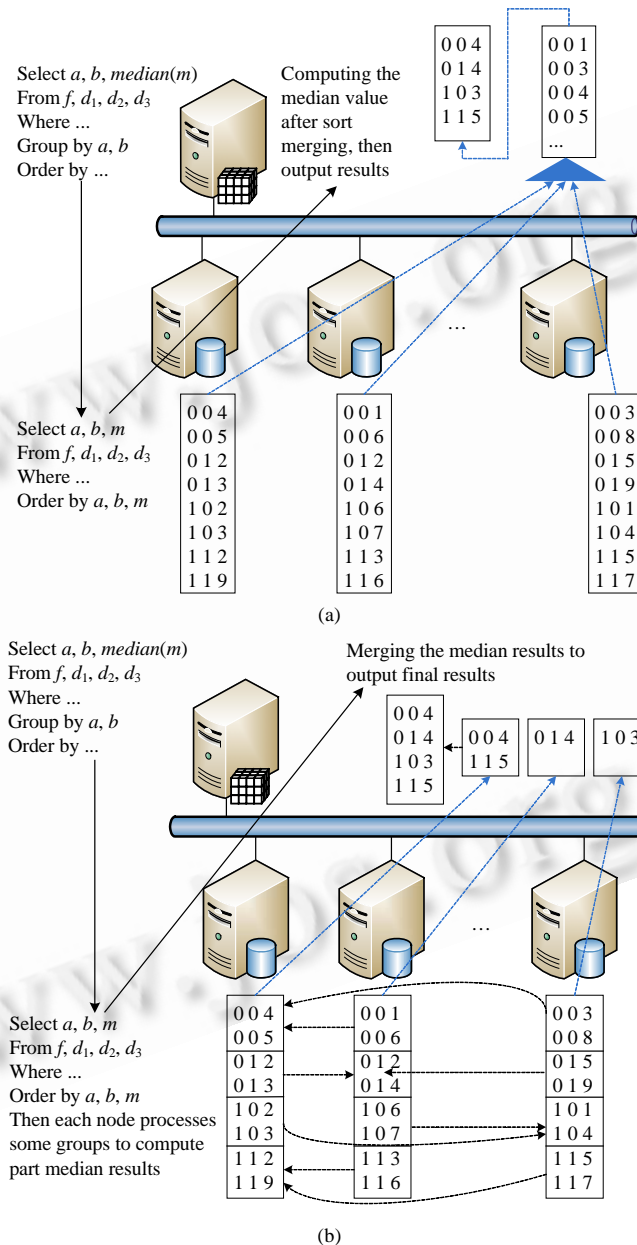 Select a, b, median(m)
From f, d1, d2, d3
Where ...
Group by a, b
Order by ...
Computing the
median value
after sort
merging, then
output results
0 0 4
0 1 4
1 0 3
1 1 5
0 0 1
0 0 3
0 0 4
0 0 5
...
...
Select a, b, m
From f, d1, d2, d3
Where ...
Order by a, b, m
0 0 4
0 0 5
0 1 2
0 1 3
1 0 2
1 0 3
1 1 2
1 1 9
0 0 1
0 0 6
0 1 2
0 1 4
1 0 6
1 0 7
1 1 3
1 1 6
0 0 3
0 0 8
0 1 5
0 1 9
1 0 1
1 0 4
1 1 5
1 1 7
(a)
Select a, b, median(m)
From f, d1, d2, d3
Where ...
Group by a, b
Order by ...
Merging the median results to
output final results
0 0 4
0 1 4
1 0 3
1 1 5
0 0 4
1 1 5
0 1 4
1 0 3
...
Select a, b, m
From f, d1, d2, d3
Where ...
Order by a, b, m
Then each node processes
some groups to compute
part median results
0 0 4
0 0 5
0 1 2
0 1 3
1 0 2
1 0 3
1 1 2
1 1 9
0 0 1
0 0 6
0 1 2
0 1 4
1 0 6
1 0 7
1 1 3
1 1 6
0 0 3
0 0 8
0 1 5
0 1 9
1 0 1
1 0 4
1 1 5
1 1 7
(b)